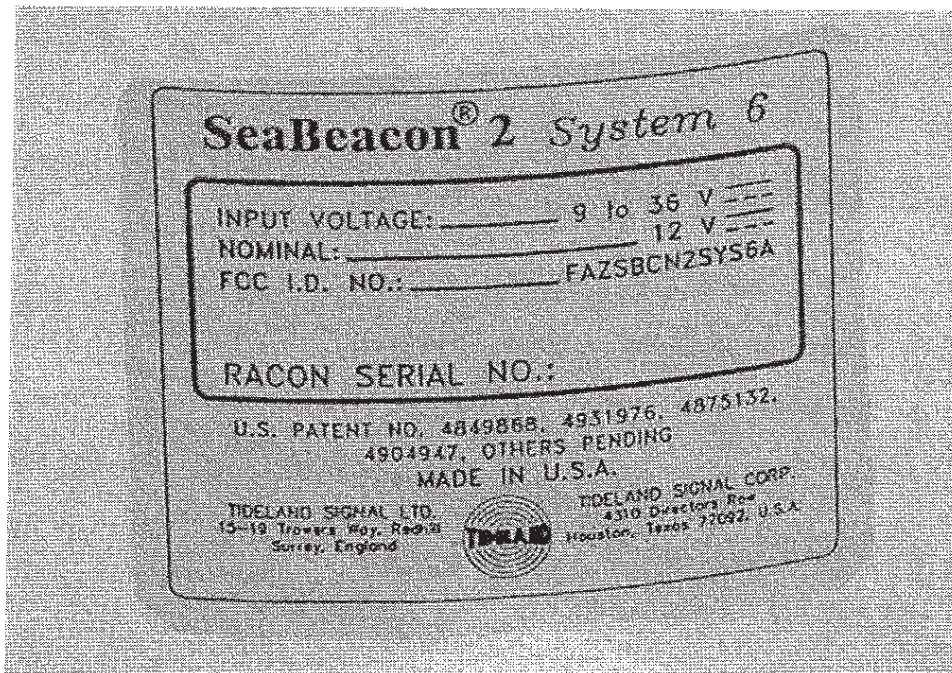 SeaBeacon® 2 System 6
INPUT VOLTAGE: 9 to 36 V
NOMINAL: 12 V
FCC I.D. NO.: FAZSBCN2SYS6A
RACON SERIAL NO.:
U.S. PATENT NO. 4849868, 4931976, 4875132,
4904947, OTHERS PENDING
MADE IN U.S.A.
TIDELAND SIGNAL LTD.
15-19 Trowers Way, Redhill
Surrey, England
TIDELAND
TIDELAND SIGNAL CORP.
4310 Directors Row
Houston, Texas 77092, U.S.A.